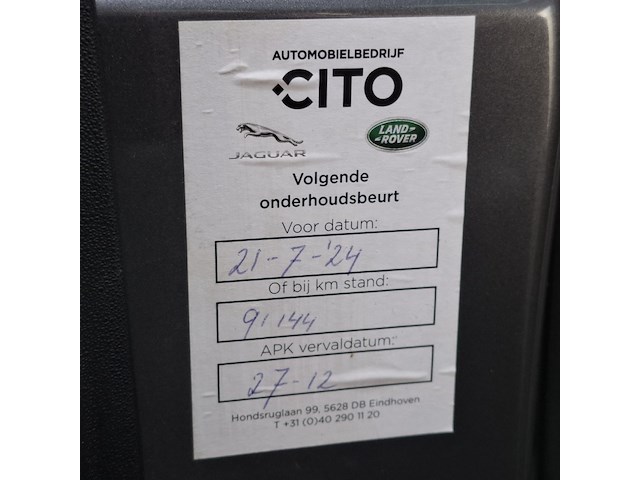 AUTOMOBIELBEDRIJF
CITO
JAGUAR
LAND ROVER
Volgende
onderhoudsbeurt
Voor datum:
21-7-'24
Of bij km stand:
91144
APK vervaldatum:
27-12
Hondsruglaan 99, 5628 DB Eindhoven
T +31 (0)40 290 11 20